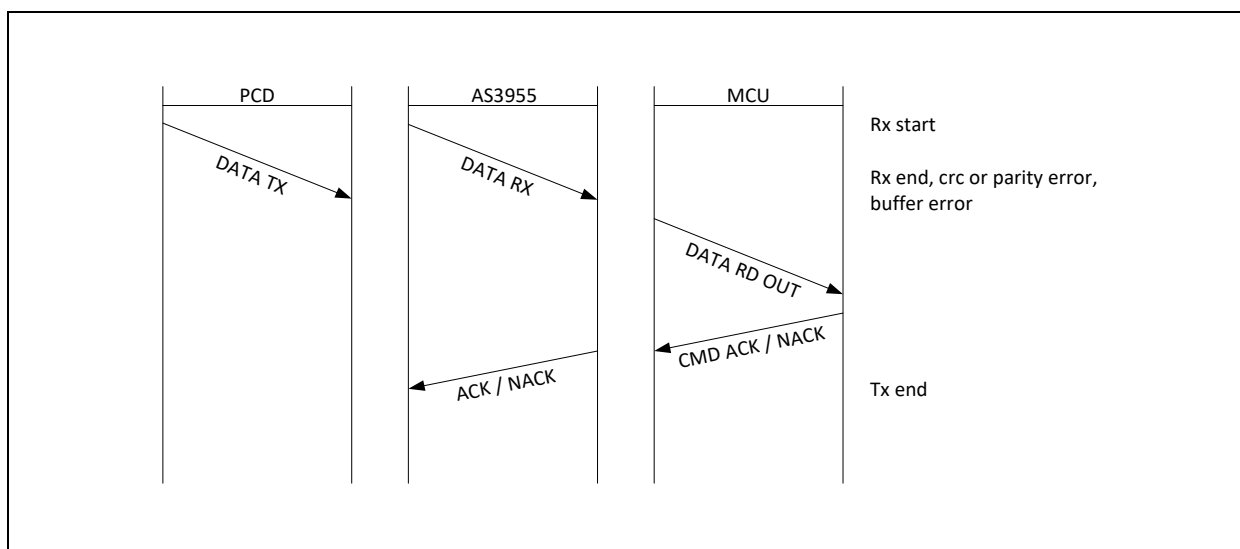 PCD
AS3955
MCU
Rx start
DATA TX
DATA RX
Rx end, crc or parity error,
buffer error
DATA RD OUT
CMD ACK / NACK
ACK / NACK
Tx end